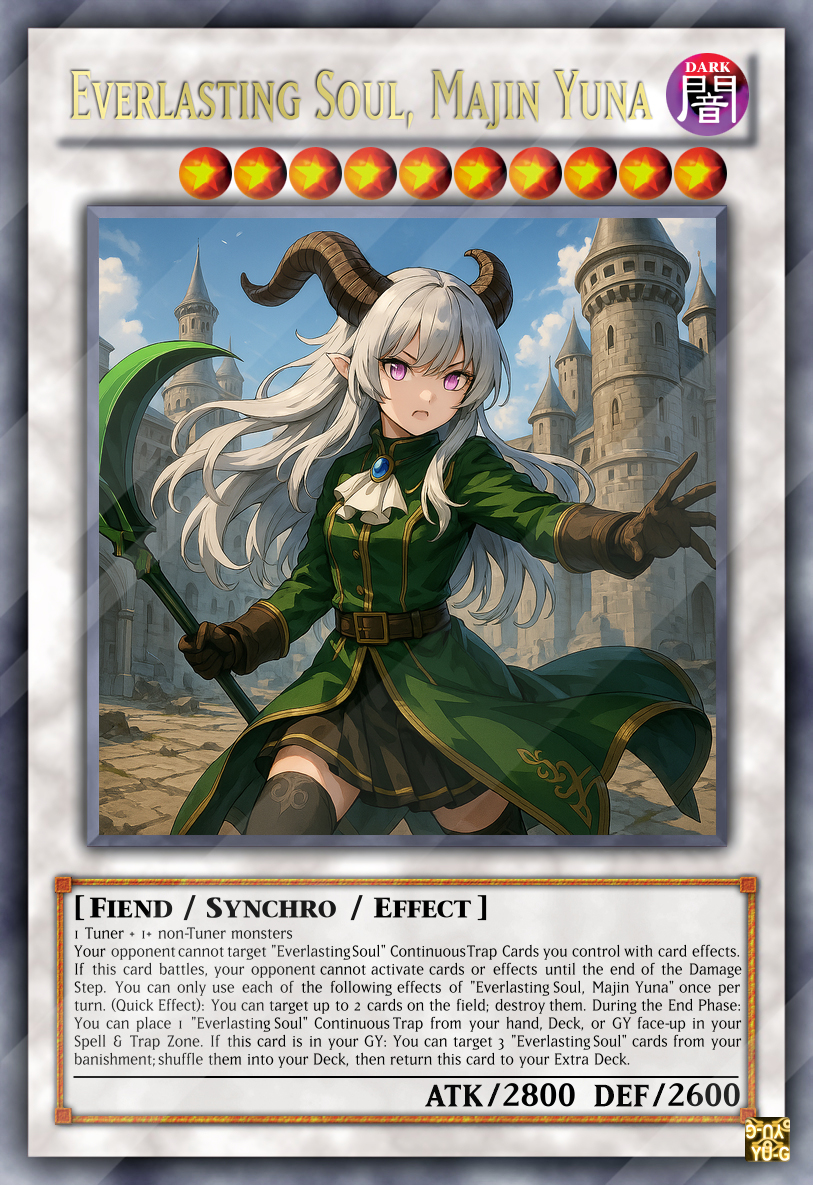 Everlasting Soul, Majin Yuna
DARK
闇
[ Fiend / Synchro / Effect ]
1 Tuner + 1+ non-Tuner monsters
Your opponent cannot target "Everlasting Soul" Continuous Trap Cards you control with card effects.
If this card battles, your opponent cannot activate cards or effects until the end of the Damage
Step. You can only use each of the following effects of "Everlasting Soul, Majin Yuna" once per
turn. (Quick Effect): You can target up to 2 cards on the field; destroy them. During the End Phase:
You can place 1 "Everlasting Soul" Continuous Trap from your hand, Deck, or GY face-up in your
Spell & Trap Zone. If this card is in your GY: You can target 3 "Everlasting Soul" cards from your
banishment; shuffle them into your Deck, then return this card to your Extra Deck.
ATK/2800 DEF/2600
YU-G